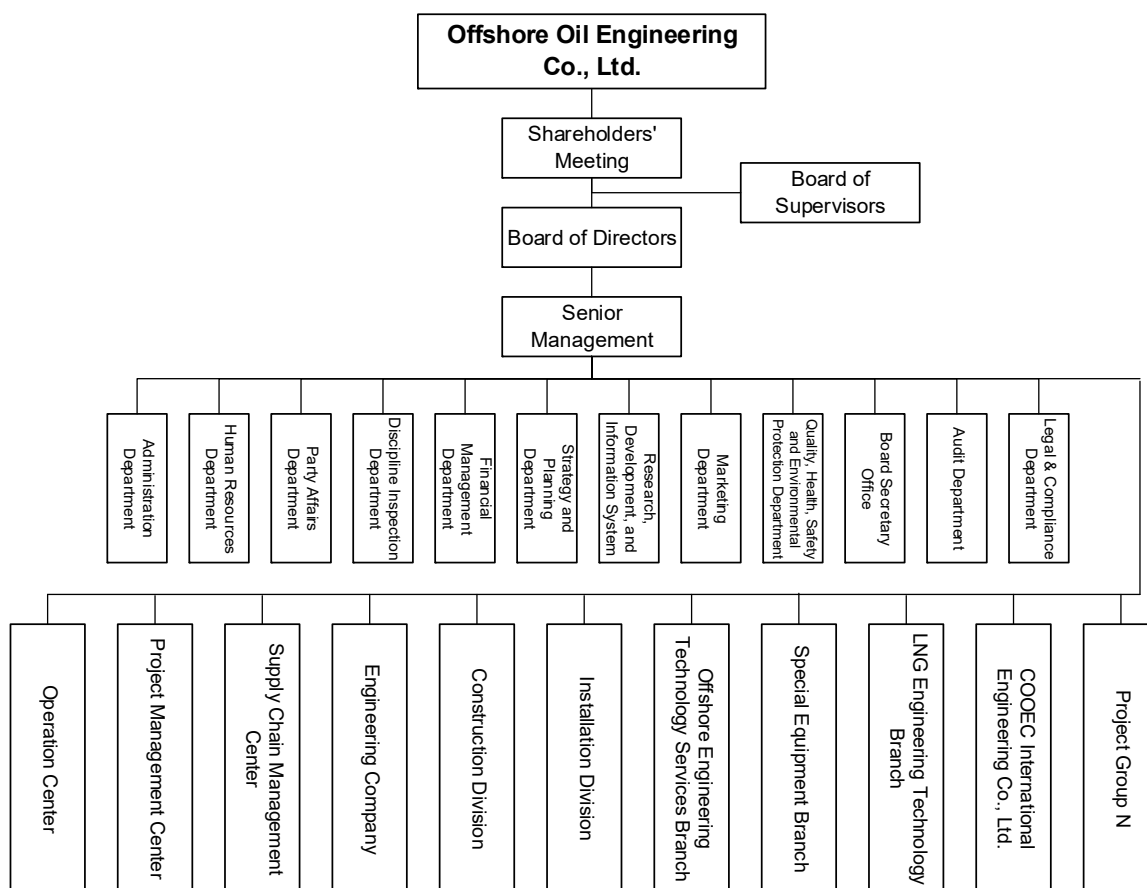 Offshore Oil Engineering
Co., Ltd.
Shareholders'
Meeting
Board of
Supervisors
Board of Directors
Senior
Management
Administration
Department
Human Resources
Department
Party Affairs
Department
Discipline Inspection
Department
Financial
Management
Department
Strategy and
Planning
Department
Research,
Development, and
Information System
Marketing
Department
Quality, Health, Safety
and Environmental
Protection Department
Board Secretary
Office
Audit Department
Legal & Compliance
Department
Operation Center
Project Management Center
Supply Chain Management
Center
Engineering Company
Construction Division
Installation Division
Offshore Engineering
Technology Services Branch
Special Equipment Branch
LNG Engineering Technology
Branch
COOEC International
Engineering Co., Ltd.
Project Group N